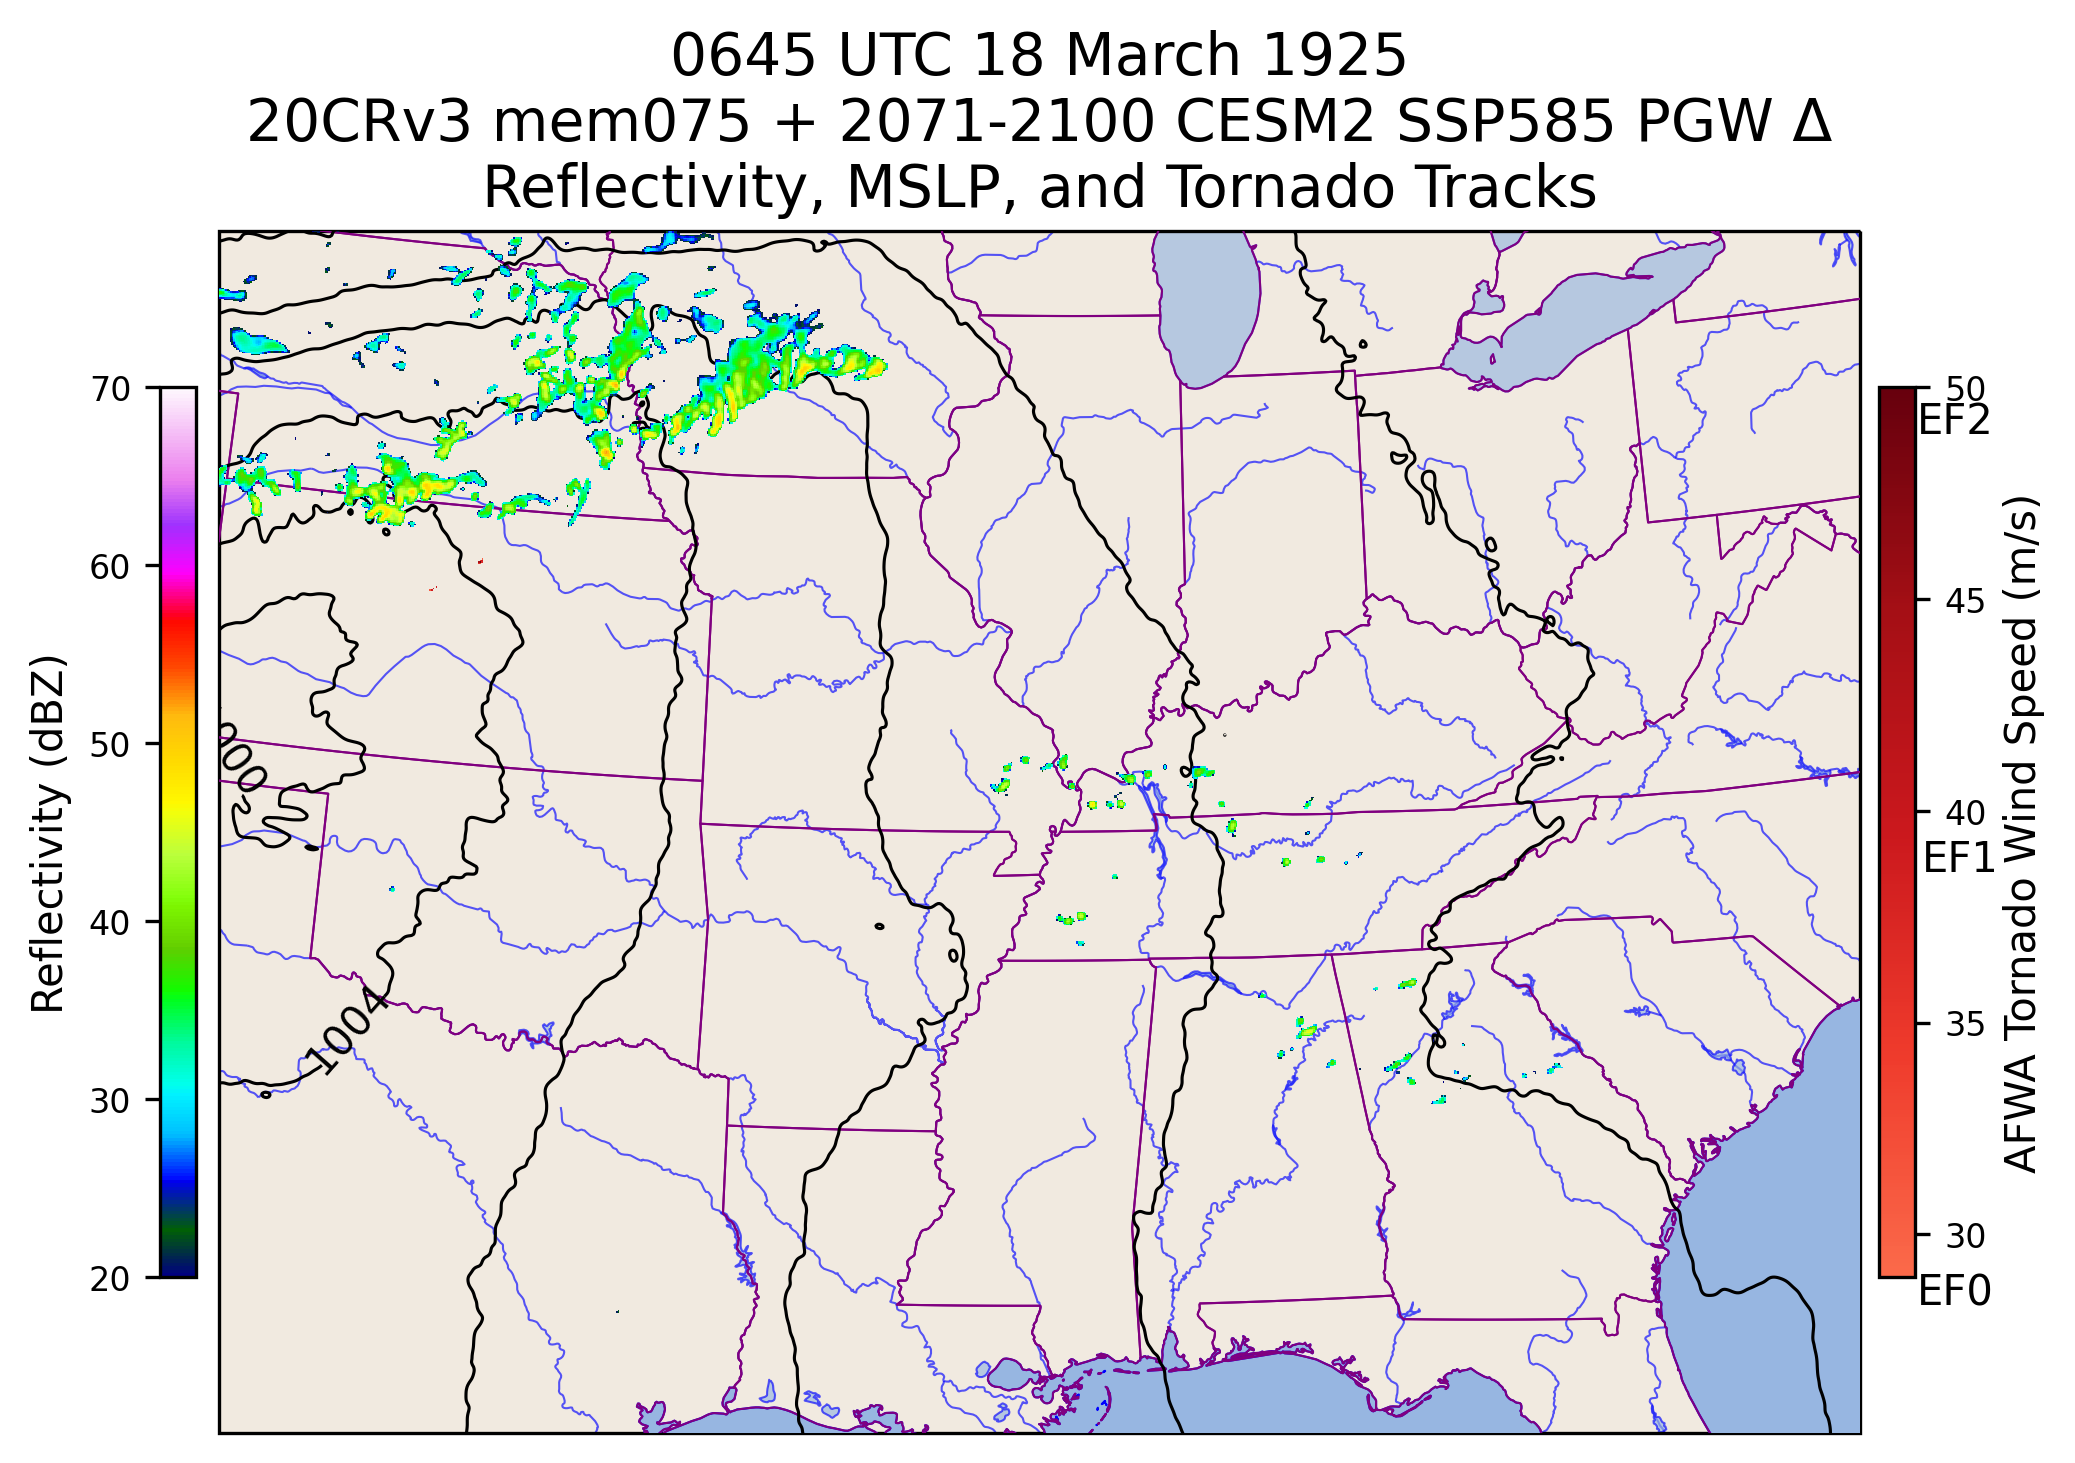 0645 UTC 18 March 1925
20CRv3 mem075 + 2071-2100 CESM2 SSP585 PGW Δ
Reflectivity, MSLP, and Tornado Tracks
Reflectivity (dBZ)
70
60
50
40
30
20
1004
50
EF2
45
40
EF1
35
30
EF0
AFWA Tornado Wind Speed (m/s)